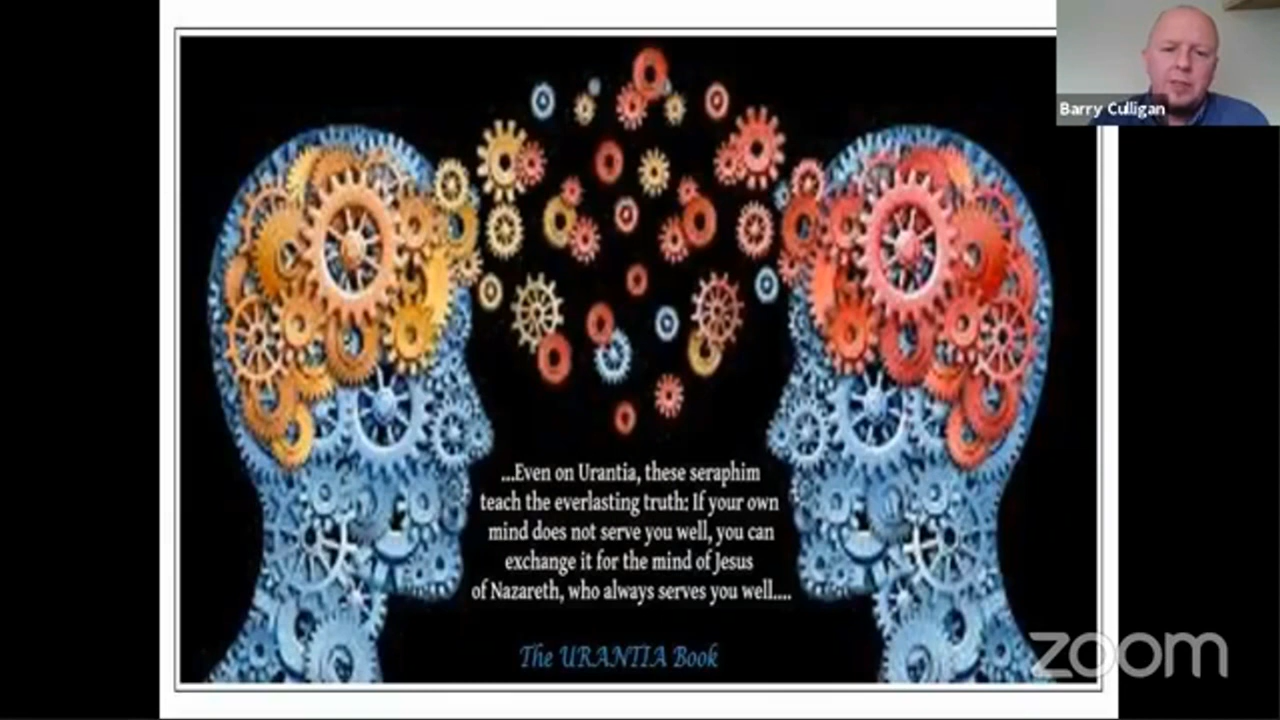 Barry Culligan
...Even on Urantia, these seraphim
teach the everlasting truth: If your own
mind does not serve you well, you can
exchange it for the mind of Jesus
of Nazareth, who always serves you well....
The URANTIA Book
zoom